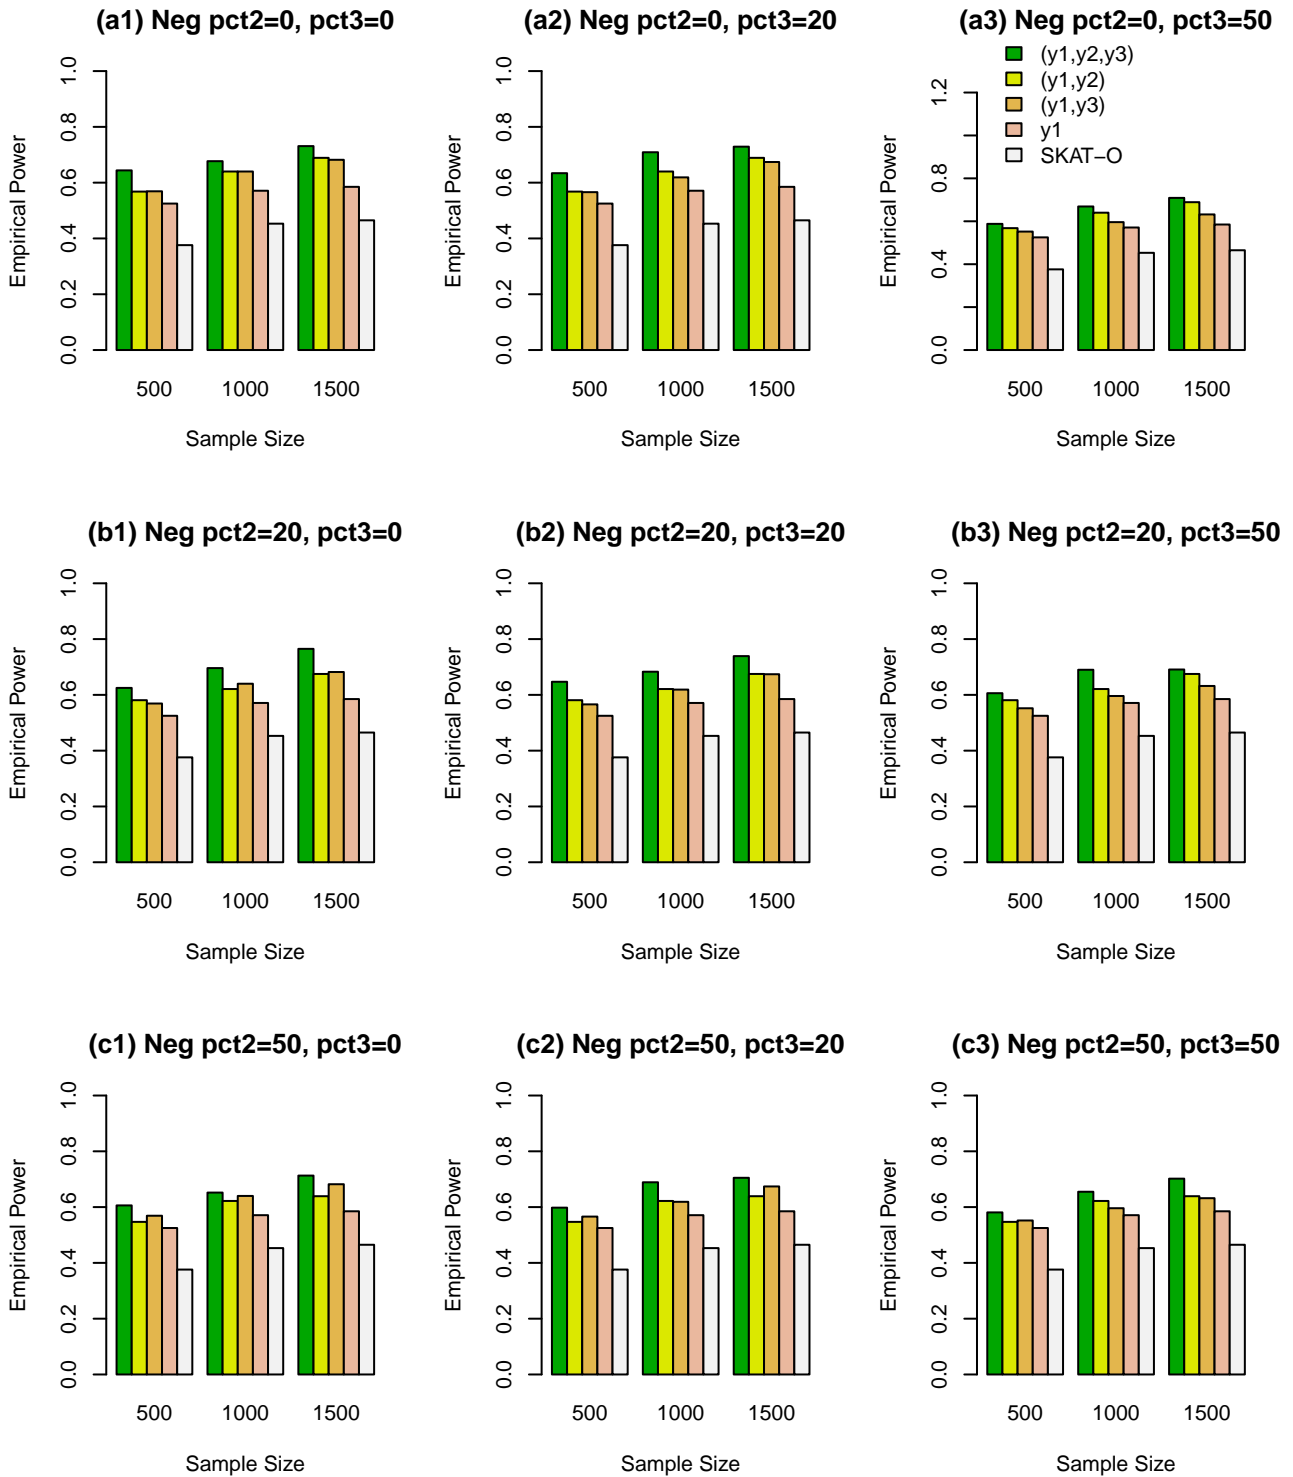 (a1) Neg pct2=0, pct3=0
Empirical Power
0.0 0.2 0.4 0.6 0.8 1.0
500 1000 1500
Sample Size
(a2) Neg pct2=0, pct3=20
Empirical Power
0.0 0.2 0.4 0.6 0.8 1.0
500 1000 1500
Sample Size
(a3) Neg pct2=0, pct3=50
(y1,y2,y3)
(y1,y2)
(y1,y3)
y1
SKAT−O
Empirical Power
0.0 0.4 0.8 1.2
500 1000 1500
Sample Size
(b1) Neg pct2=20, pct3=0
Empirical Power
0.0 0.2 0.4 0.6 0.8 1.0
500 1000 1500
Sample Size
(b2) Neg pct2=20, pct3=20
Empirical Power
0.0 0.2 0.4 0.6 0.8 1.0
500 1000 1500
Sample Size
(b3) Neg pct2=20, pct3=50
Empirical Power
0.0 0.2 0.4 0.6 0.8 1.0
500 1000 1500
Sample Size
(c1) Neg pct2=50, pct3=0
Empirical Power
0.0 0.2 0.4 0.6 0.8 1.0
500 1000 1500
Sample Size
(c2) Neg pct2=50, pct3=20
Empirical Power
0.0 0.2 0.4 0.6 0.8 1.0
500 1000 1500
Sample Size
(c3) Neg pct2=50, pct3=50
Empirical Power
0.0 0.2 0.4 0.6 0.8 1.0
500 1000 1500
Sample Size